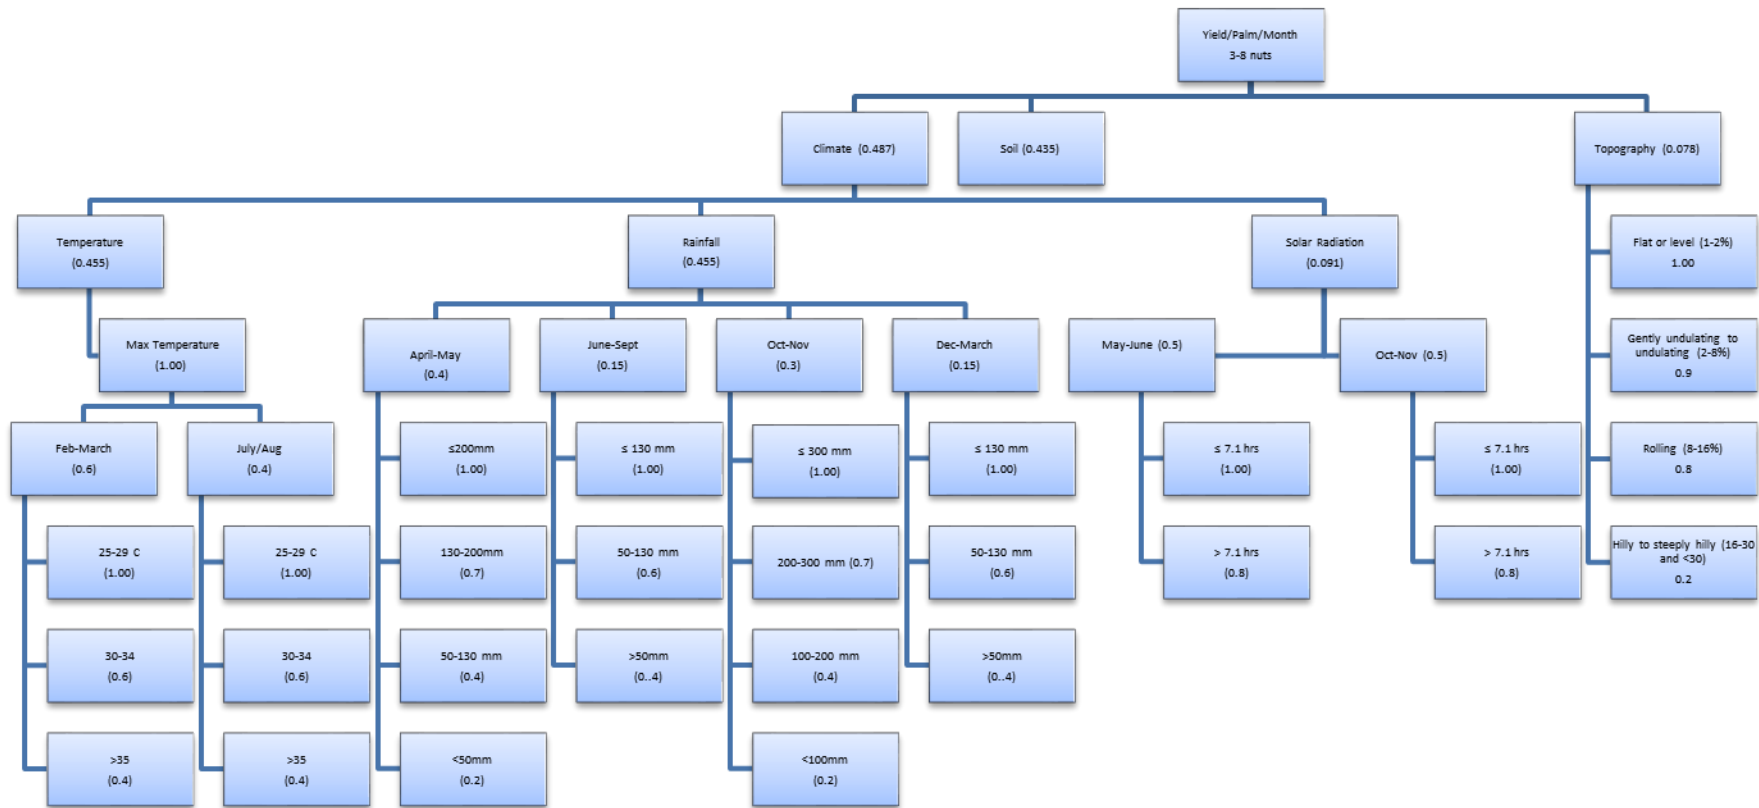 Yield/Palm/Month
3-8 nuts
Climate (0.487)
Soil (0.435)
Topography (0.078)
Temperature
(0.455)
Rainfall
(0.455)
Solar Radiation
(0.091)
Flat or level (1-2%)
1.00
Max Temperature
(1.00)
April-May
(0.4)
June-Sept
(0.15)
Oct-Nov
(0.3)
Dec-March
(0.15)
May-June (0.5)
Oct-Nov (0.5)
Gently undulating to
undulating (2-8%)
0.9
Feb-March
(0.6)
July/Aug
(0.4)
≤200mm
(1.00)
≤ 130 mm
(1.00)
≤ 300 mm
(1.00)
≤ 130 mm
(1.00)
≤ 7.1 hrs
(1.00)
≤ 7.1 hrs
(1.00)
Rolling (8-16%)
0.8
25-29 C
(1.00)
25-29 C
(1.00)
130-200mm
(0.7)
50-130 mm
(0.6)
200-300 mm (0.7)
50-130 mm
(0.6)
> 7.1 hrs
(0.8)
> 7.1 hrs
(0.8)
Hilly to steeply hilly (16-30
and <30)
0.2
30-34
(0.6)
30-34
(0.6)
50-130 mm
(0.4)
>50mm
(0..4)
100-200 mm
(0.4)
>50mm
(0..4)
>35
(0.4)
>35
(0.4)
<50mm
(0.2)
<100mm
(0.2)